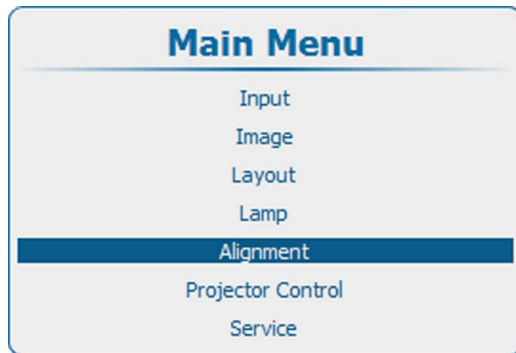 Main Menu
Input
Image
Layout
Lamp
Alignment
Projector Control
Service